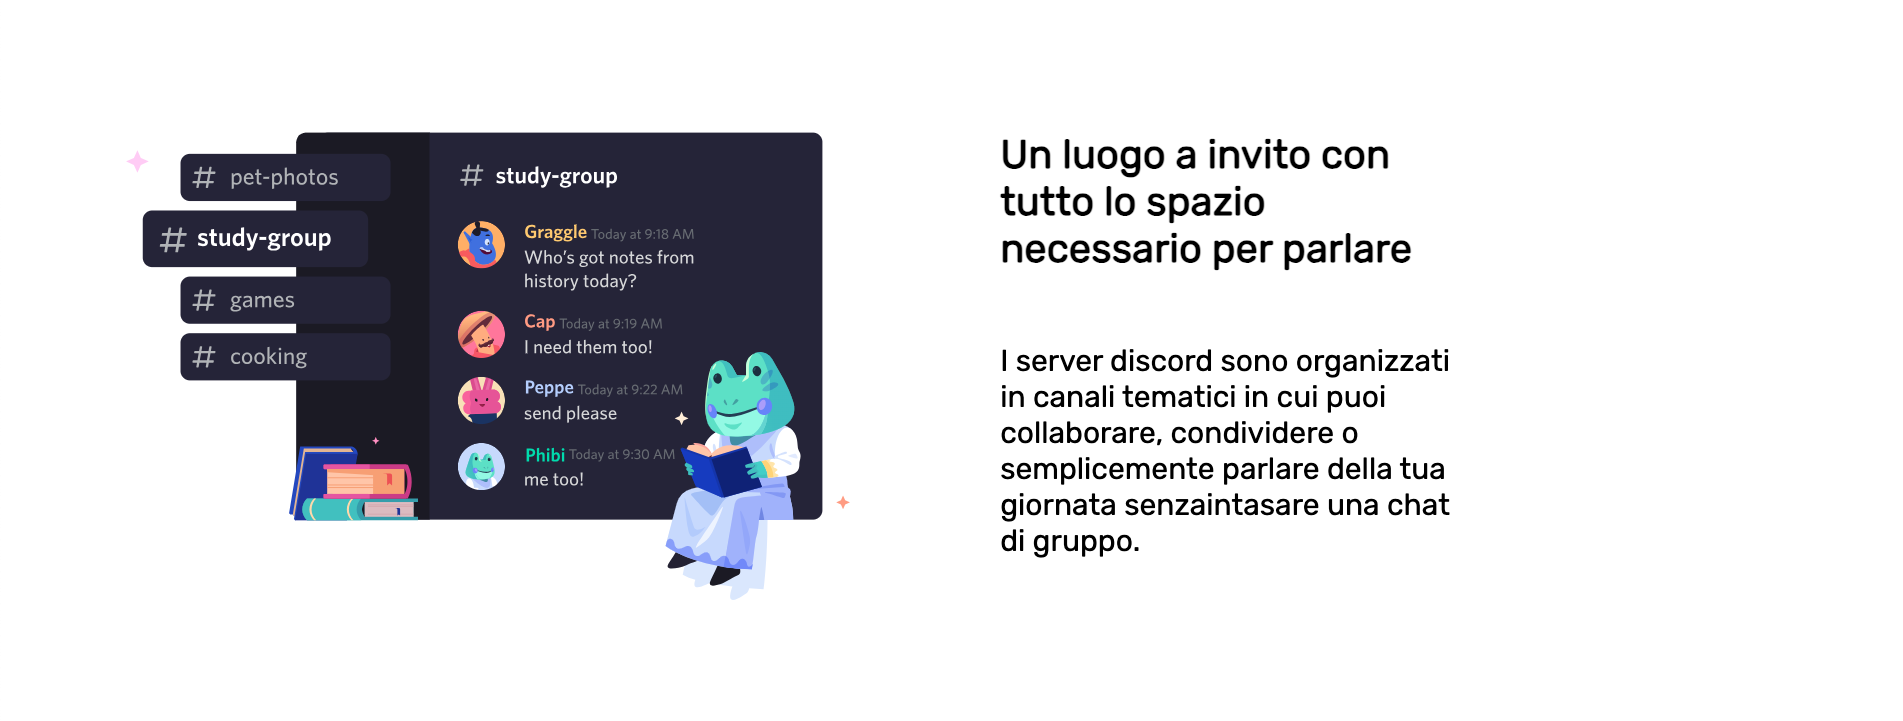 # pet-photos
# study-group
# games
# cooking
# study-group
Graggle Today at 9:18 AM
Who's got notes from
history today?
Cap Today at 9:19 AM
I need them too!
Peppe Today at 9:22 AM
send please
Phibi Today at 9:30 AM
me too!
Un luogo a invito con
tutto lo spazio
necessario per parlare
I server discord sono organizzati
in canali tematici in cui puoi
collaborare, condividere o
semplicemente parlare della tua
giornata senzaintasare una chat
di gruppo.